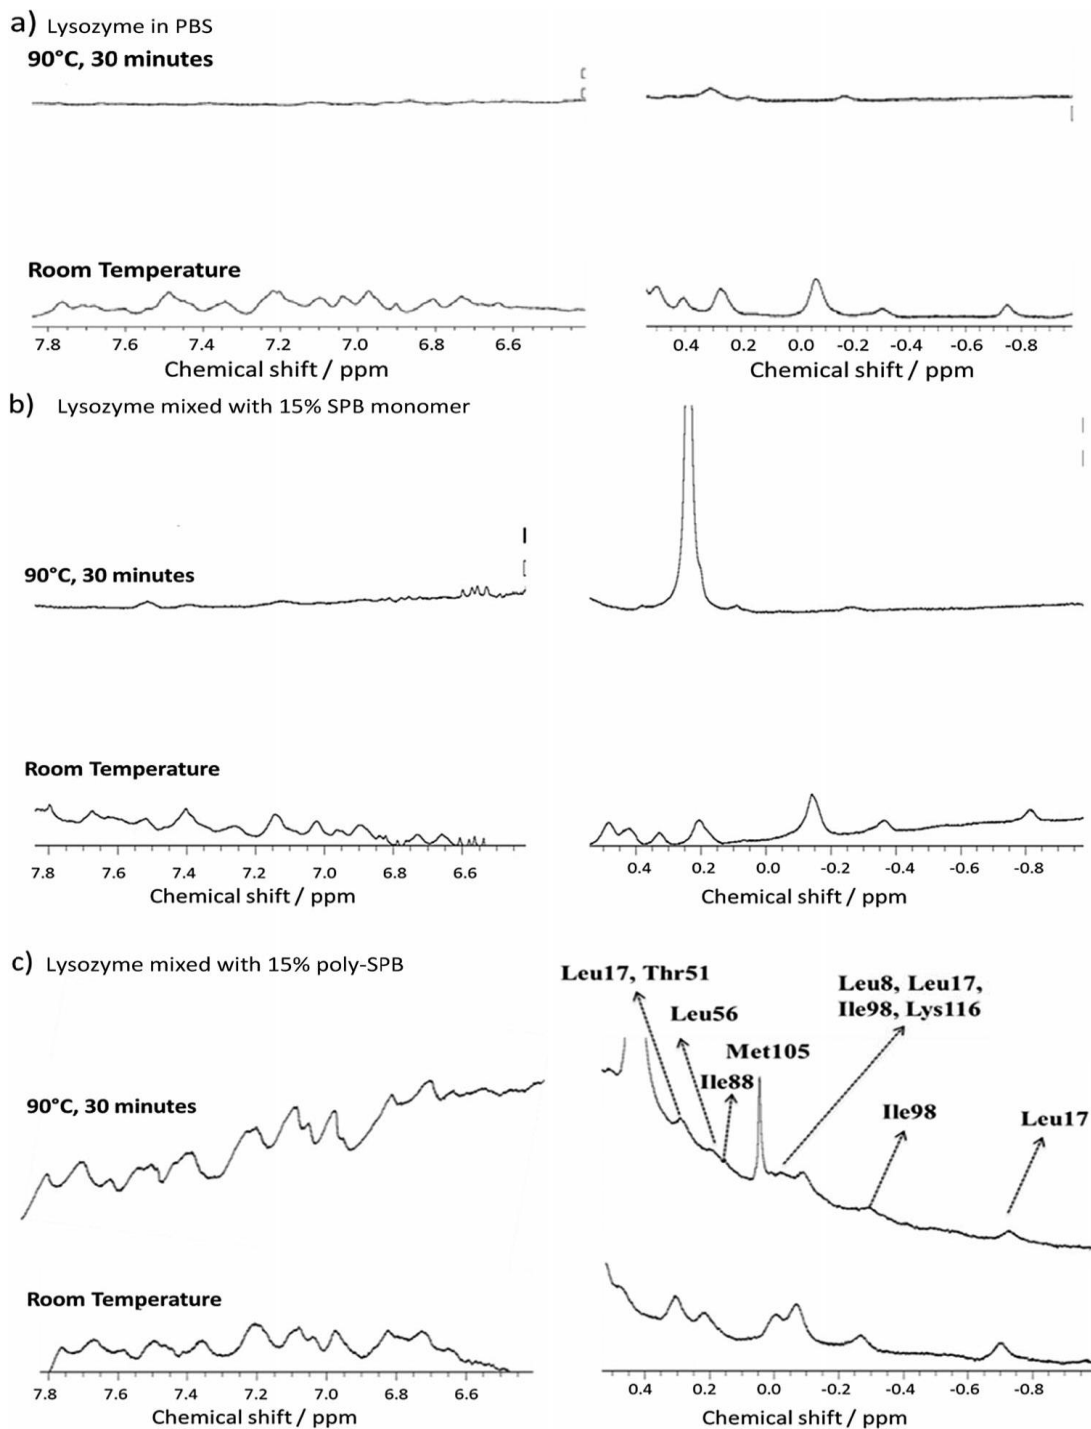 a) Lysozyme in PBS
90°C, 30 minutes
Room Temperature
7.8 7.6 7.4 7.2 7.0 6.8 6.6
Chemical shift / ppm
0.4 0.2 0.0 -0.2 -0.4 -0.6 -0.8
Chemical shift / ppm
b) Lysozyme mixed with 15% SPB monomer
90°C, 30 minutes
Room Temperature
7.8 7.6 7.4 7.2 7.0 6.8 6.6
Chemical shift / ppm
0.4 0.2 0.0 -0.2 -0.4 -0.6 -0.8
Chemical shift / ppm
c) Lysozyme mixed with 15% poly-SPB
90°C, 30 minutes
Leu17, Thr51
Leu56
Ile88
Met105
Leu8, Leu17,
Ile98, Lys116
Ile98
Leu17
Room Temperature
7.8 7.6 7.4 7.2 7.0 6.8 6.6
Chemical shift / ppm
0.4 0.2 0.0 -0.2 -0.4 -0.6 -0.8
Chemical shift / ppm